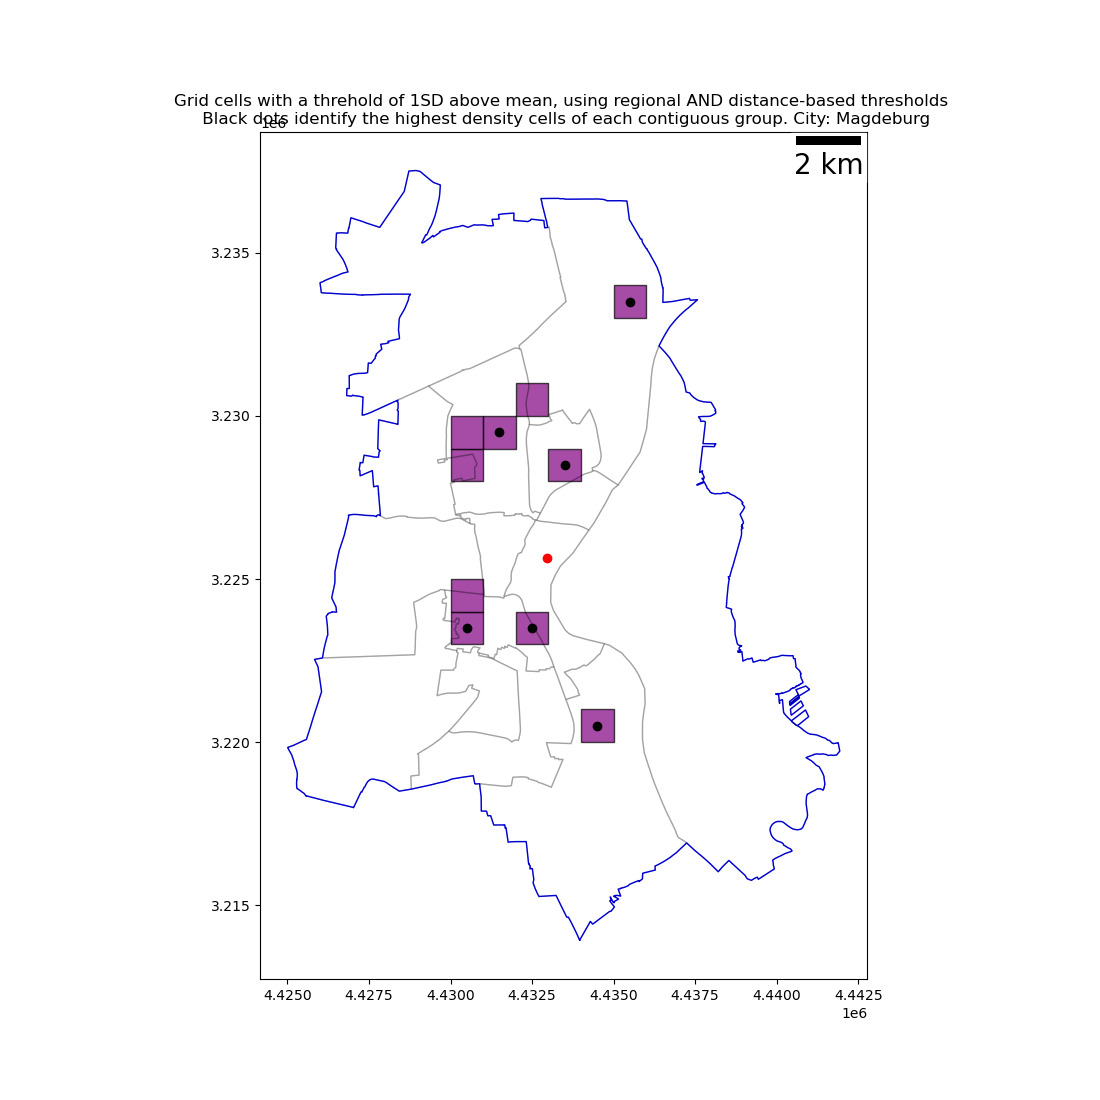 Grid cells with a threhold of 1SD above mean, using regional AND distance-based thresholds
Black dots identify the highest density cells of each contiguous group. City: Magdeburg
1e6
2 km
3.235
3.230
3.225
3.220
3.215
4.4250 4.4275 4.4300 4.4325 4.4350 4.4375 4.4400 4.4425
1e6